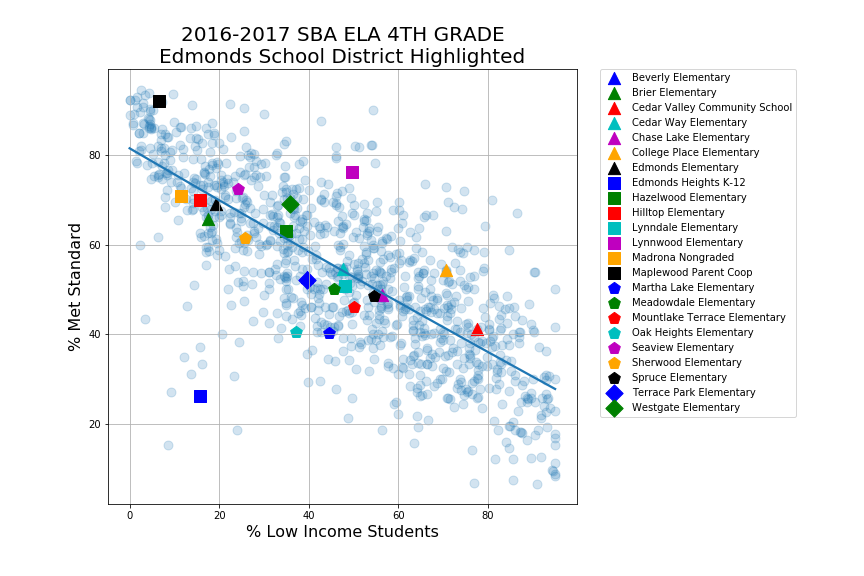 2016-2017 SBA ELA 4TH GRADE
Edmonds School District Highlighted
% Met Standard
80
60
40
20
0
20
40
60
80
% Low Income Students
Beverly Elementary
Brier Elementary
Cedar Valley Community School
Cedar Way Elementary
Chase Lake Elementary
College Place Elementary
Edmonds Elementary
Edmonds Heights K-12
Hazelwood Elementary
Hilltop Elementary
Lynndale Elementary
Lynnwood Elementary
Madrona Nongraded
Maplewood Parent Coop
Martha Lake Elementary
Meadowdale Elementary
Mountlake Terrace Elementary
Oak Heights Elementary
Seaview Elementary
Sherwood Elementary
Spruce Elementary
Terrace Park Elementary
Westgate Elementary